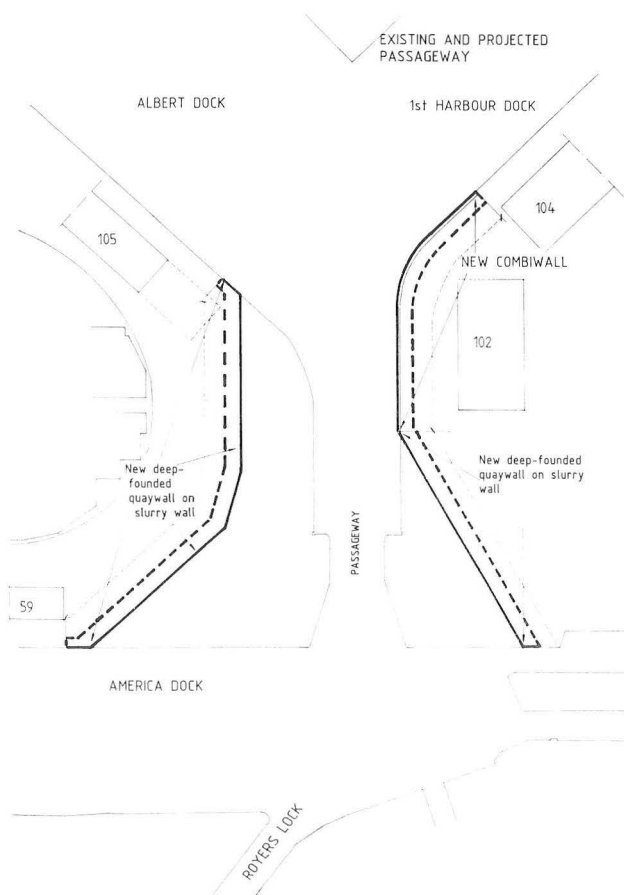 EXISTING AND PROJECTED
PASSAGEWAY
ALBERT DOCK
1st HARBOUR DOCK
104
105
NEW COMBIWALL
102
New deep-
founded
quaywall on
slurry wall
New deep-founded
quaywall on slurry
wall
PASSAGEWAY
59
AMERICA DOCK
ROYERS LOCK